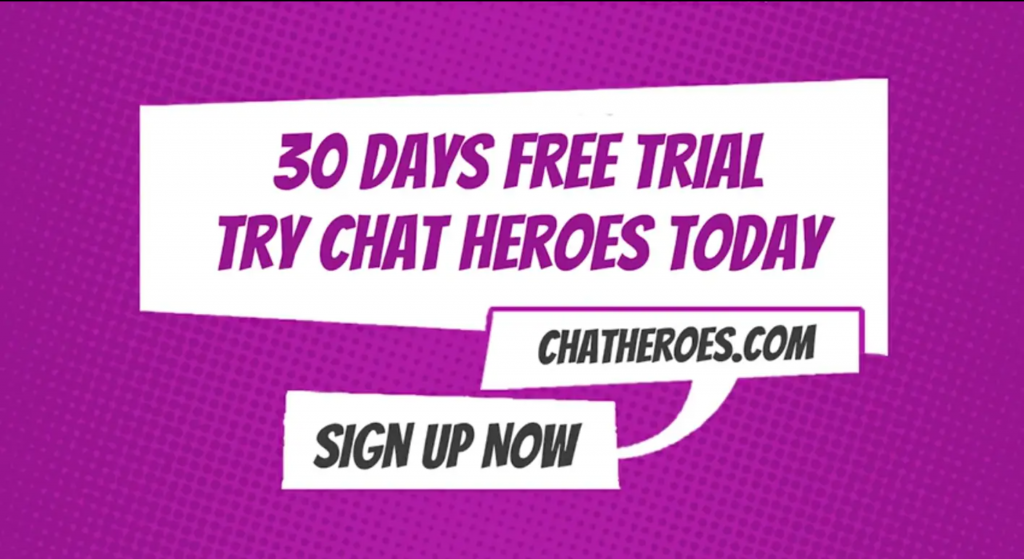 30 DAYS FREE TRIAL
TRY CHAT HEROES TODAY
CHATHEROES.COM
SIGN UP NOW